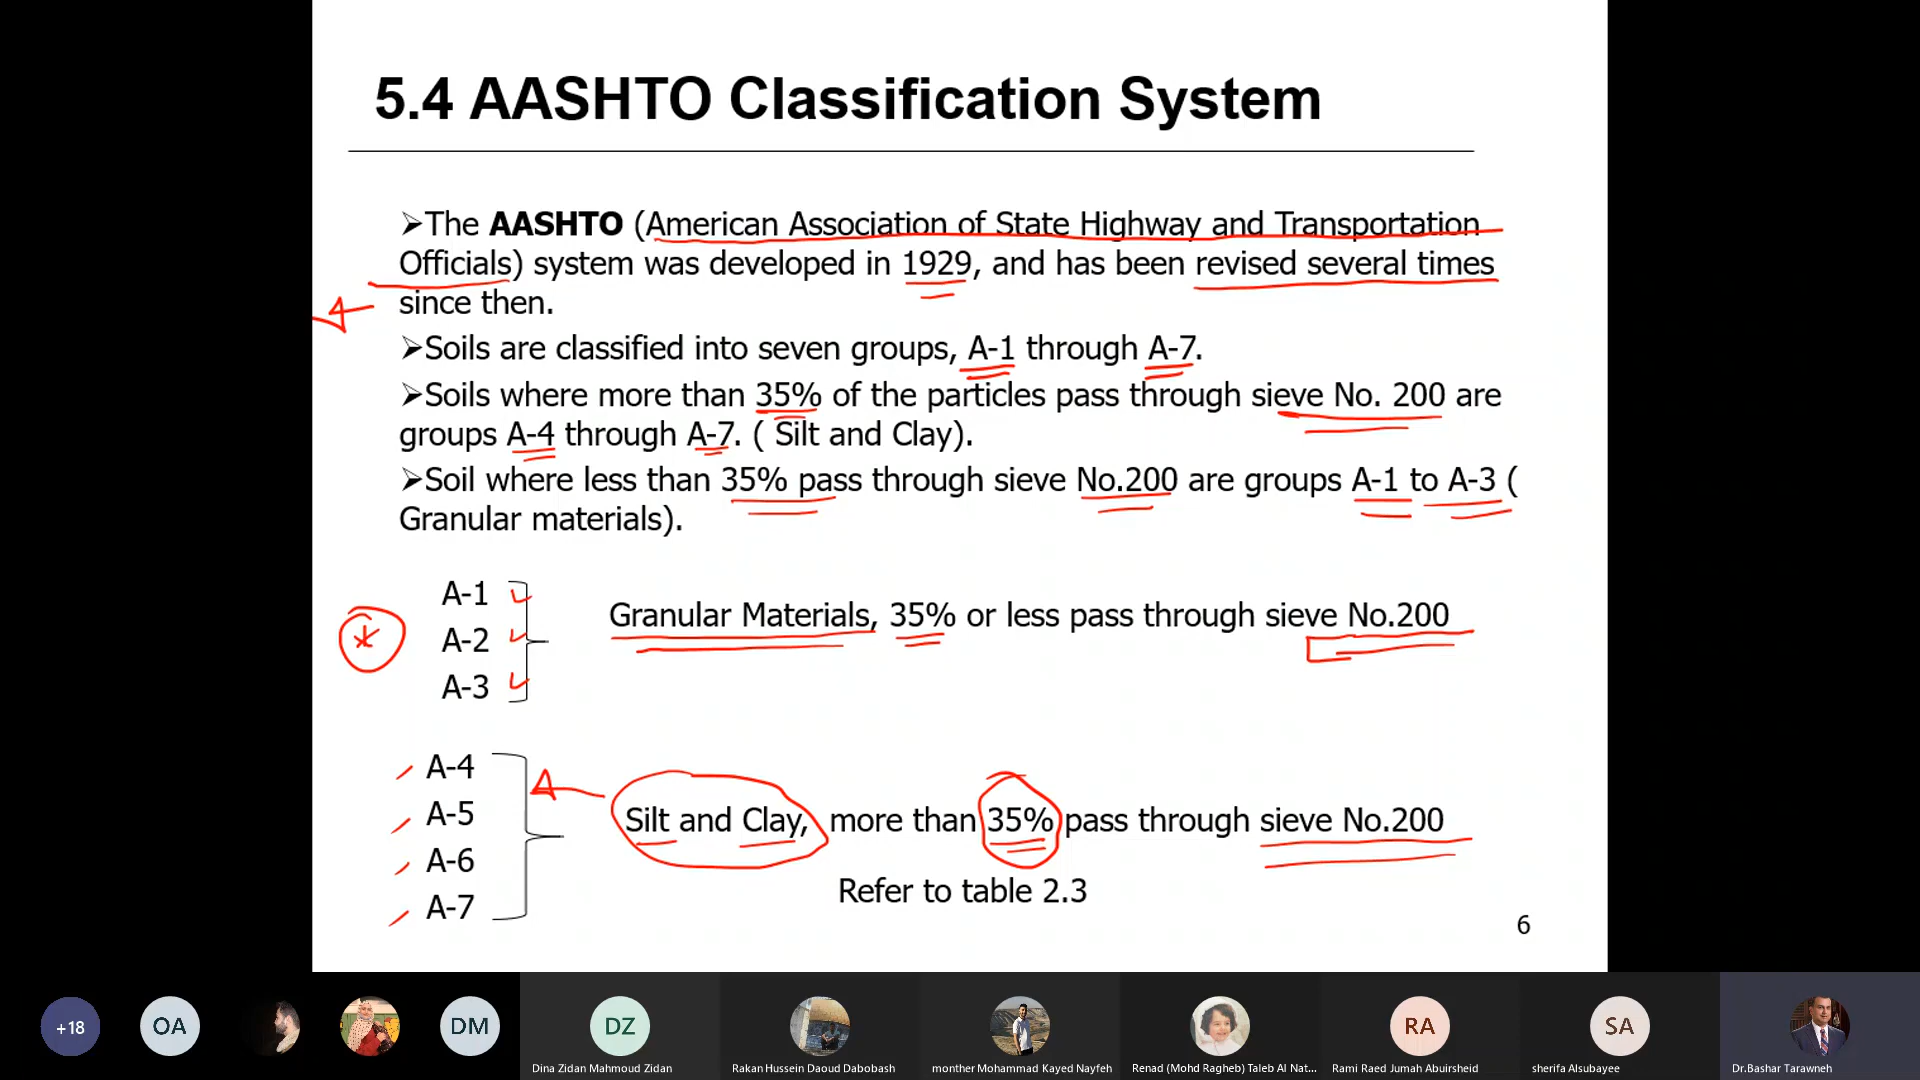 5.4 AASHTO Classification System
➢The AASHTO (American Association of State Highway and Transportation
Officials) system was developed in 1929, and has been revised several times
since then.
➢Soils are classified into seven groups, A-1 through A-7.
➢Soils where more than 35% of the particles pass through sieve No. 200 are
groups A-4 through A-7. ( Silt and Clay).
➢Soil where less than 35% pass through sieve No.200 are groups A-1 to A-3 (
Granular materials).
A-1
A-2
A-3
Granular Materials, 35% or less pass through sieve No.200
A-4
A-5
A-6
A-7
Silt and Clay, more than 35% pass through sieve No.200
Refer to table 2.3
6
+18
OA
DM
DZ
RA
SA
Dina Zidan Mahmoud Zidan
Rakan Hussein Daoud Dabobash
monther Mohammad Kayed Nayfeh
Renad (Mohd Ragheb) Taleb Al Nat...
Rami Raed Jumah Abuirsheid
sherifa Alsubayee
Dr.Bashar Tarawneh